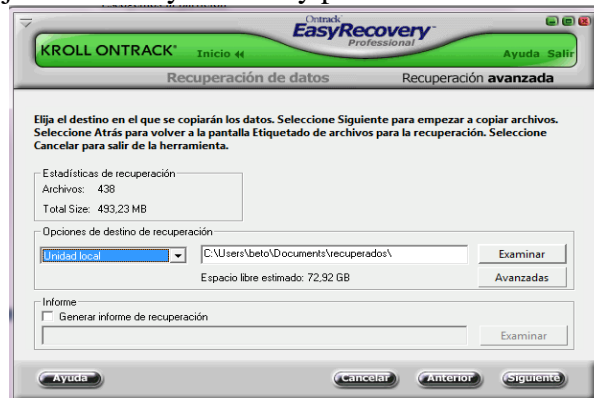 Ontrack
EasyRecovery™
Professional
KROLL ONTRACK®
Inicio
Ayuda Salir
Recuperación de datos
Recuperación avanzada
Elija el destino en el que se copiarán los datos. Seleccione Siguiente para empezar a copiar archivos.
Seleccione Atrás para volver a la pantalla Etiquetado de archivos para la recuperación. Seleccione
Cancelar para salir de la herramienta.
Estadísticas de recuperación
Archivos: 438
Total Size: 493,23 MB
Opciones de destino de recuperación
Unidad local
C:\Users\beto\Documents\recuperados\
Examinar
Espacio libre estimado: 72,92 GB
Avanzadas
Informe
Generar informe de recuperación
Examinar
Ayuda
Cancelar
Anterior
Siguiente